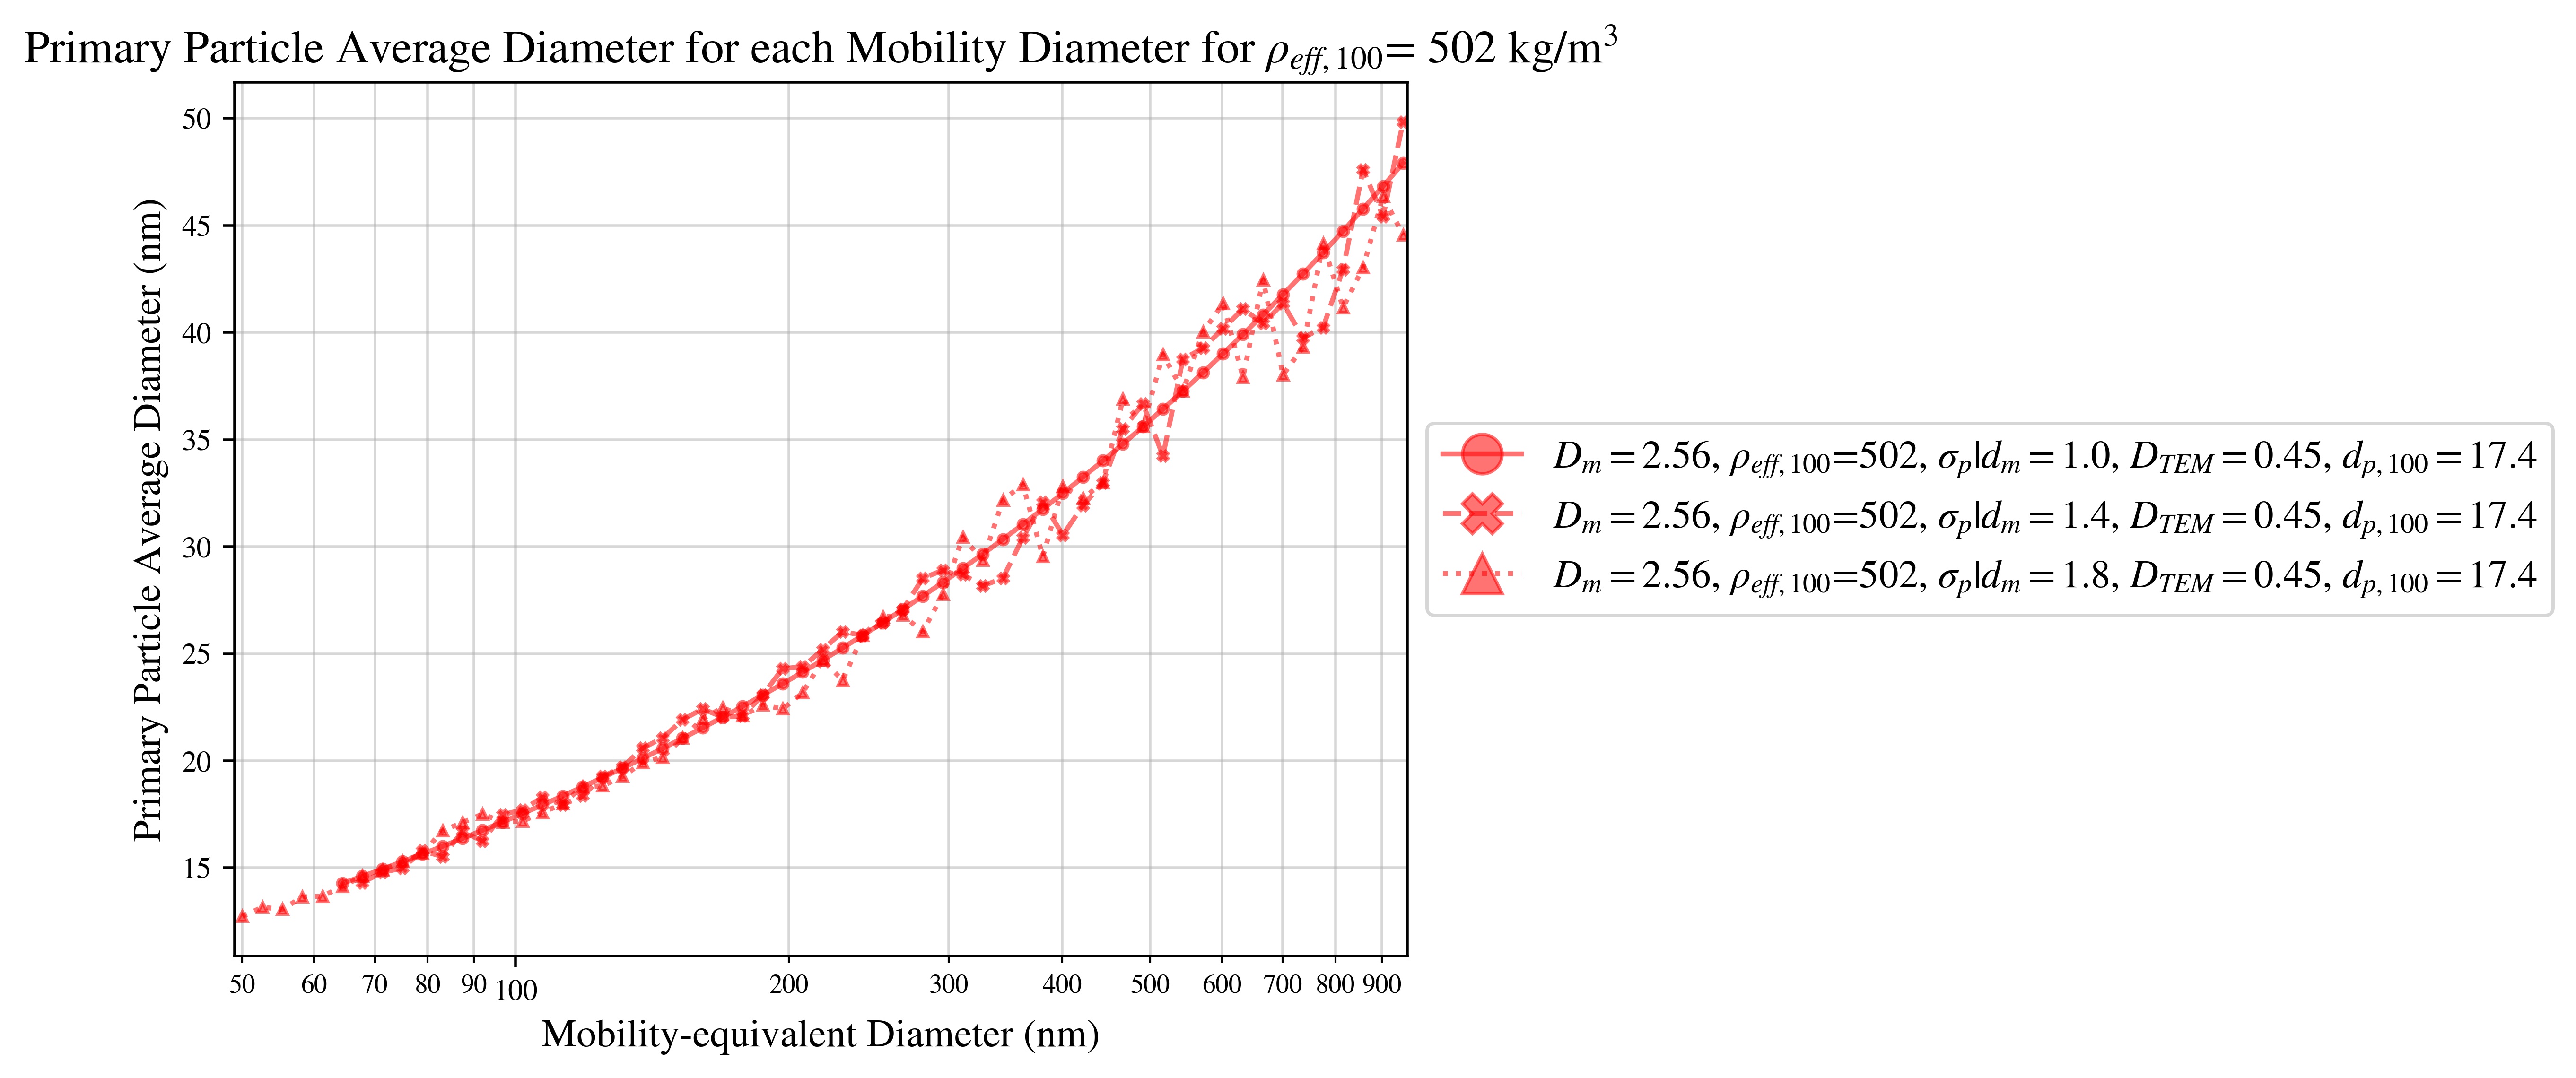 Primary Particle Average Diameter for each Mobility Diameter for ρeff,100= 502 kg/m³
Primary Particle Average Diameter (nm)
50
45
40
35
30
25
20
15
50 60 70 80 90 100 200 300 400 500 600 700 800 900
Mobility-equivalent Diameter (nm)
Dm = 2.56, ρeff,100=502, σp|dm = 1.0, DTEM = 0.45, dp,100 = 17.4
Dm = 2.56, ρeff,100=502, σp|dm = 1.4, DTEM = 0.45, dp,100 = 17.4
Dm = 2.56, ρeff,100=502, σp|dm = 1.8, DTEM = 0.45, dp,100 = 17.4